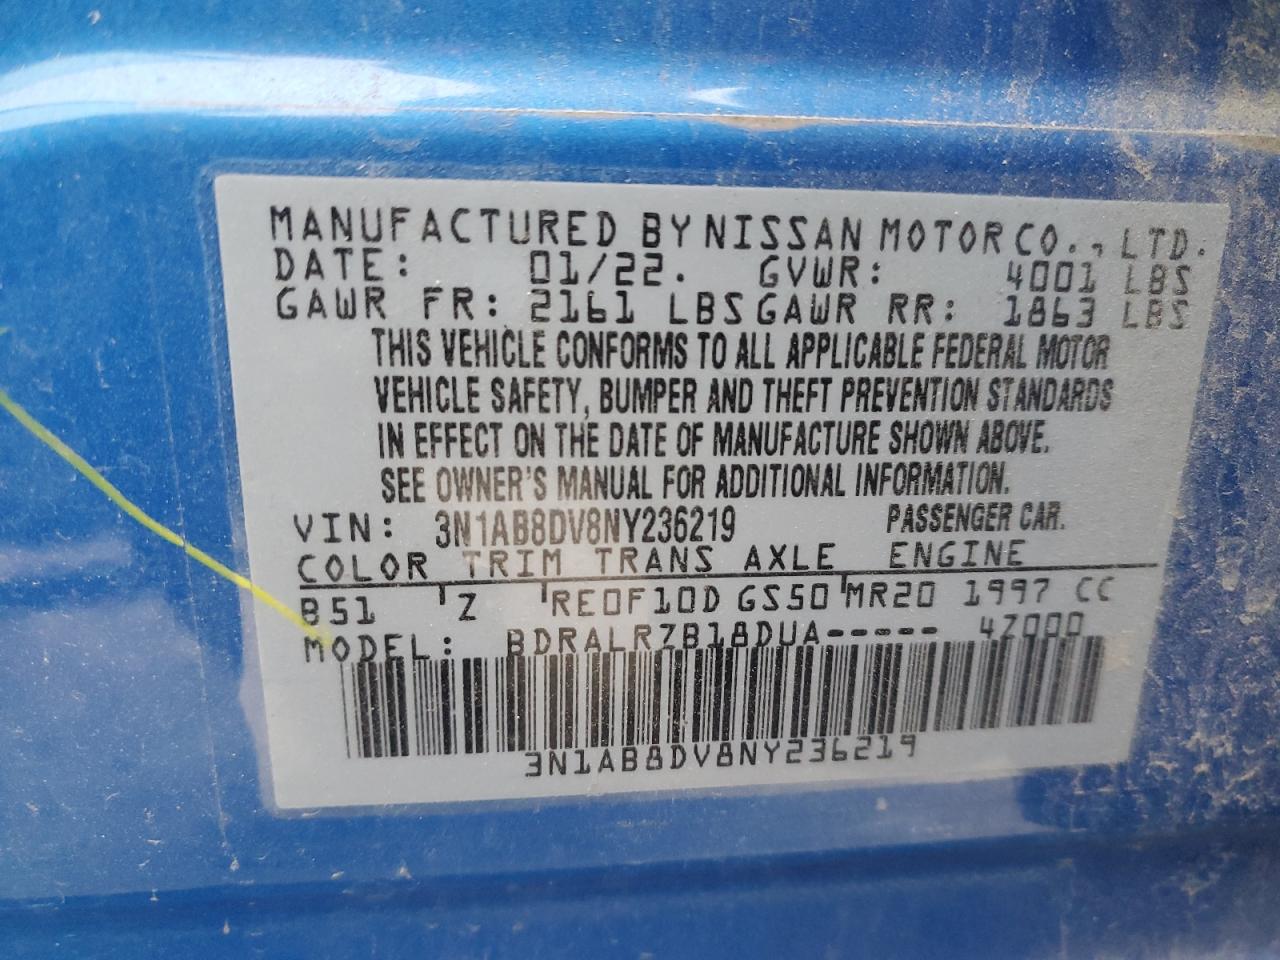 MANUFACTURED BY NISSAN MOTOR CO., LTD.
DATE: 01/22. GVWR: 4001 LBS
GAWR FR: 2161 LBS GAWR RR: 1863 LBS
THIS VEHICLE CONFORMS TO ALL APPLICABLE FEDERAL MOTOR
VEHICLE SAFETY, BUMPER AND THEFT PREVENTION STANDARDS
IN EFFECT ON THE DATE OF MANUFACTURE SHOWN ABOVE.
SEE OWNER'S MANUAL FOR ADDITIONAL INFORMATION.
VIN: 3N1AB8DV8NY236219 PASSENGER CAR.
COLOR TRIM TRANS AXLE ENGINE
B51 Z RE0F10D GS50 MR20 1997 CC
MODEL: BDRALRZB18DUA----- 4Z000
3N1AB8DV8NY236219